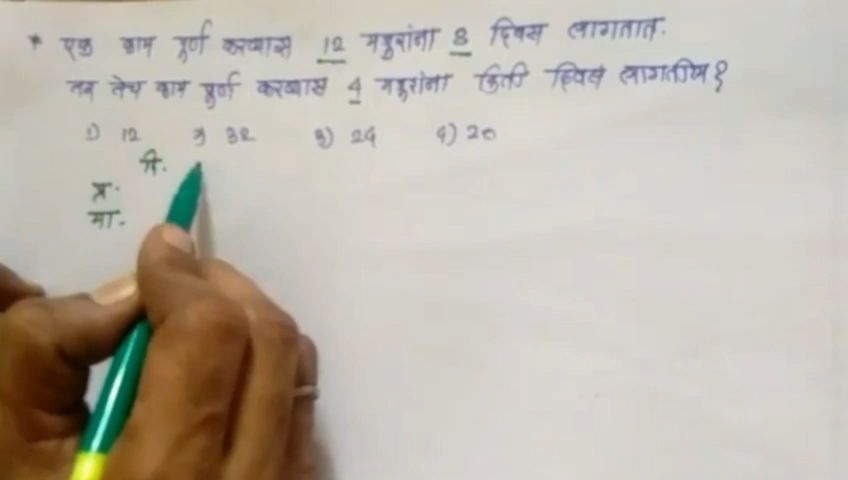 * एक काम पूर्ण करण्यास 12 मजुरांना 8 दिवस लागतात.
तर तेच काम पूर्ण करण्यास 4 मजुरांना किती दिवस लागतील?
1) 12 2) 32 3) 24 4) 20
त्रि.
प्र.
मा.